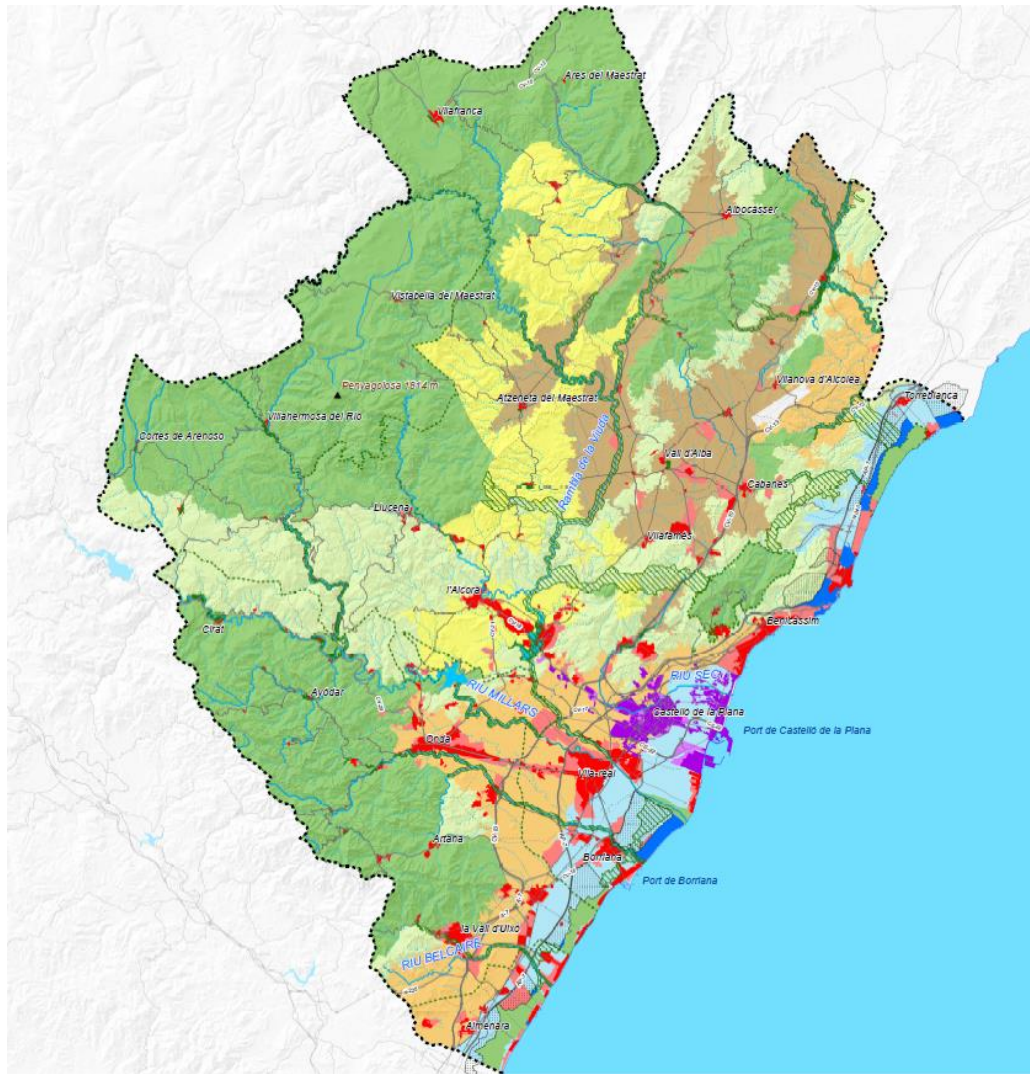 Ares del Maestrat
Vilafranca
Albocàsser
Vistabella del Maestrat
Penyagolosa 1814 m
Vilanova d'Alcolea
Atzeneta del Maestrat
Torreblanca
Villahermosa del Río
Cortes de Arenoso
Rambla de la Viuda
Vall d'Alba
Cabanes
Llucena
Vilafamés
l'Alcora
Benicàssim
Cirat
RIU SEC
RIU MILLARS
Ayódar
Castelló de la Plana
Port de Castelló de la Plana
Onda
Vila-real
Artana
Borriana
Port de Borriana
la Vall d'Uixó
RIU BELCAIRE
Almenara